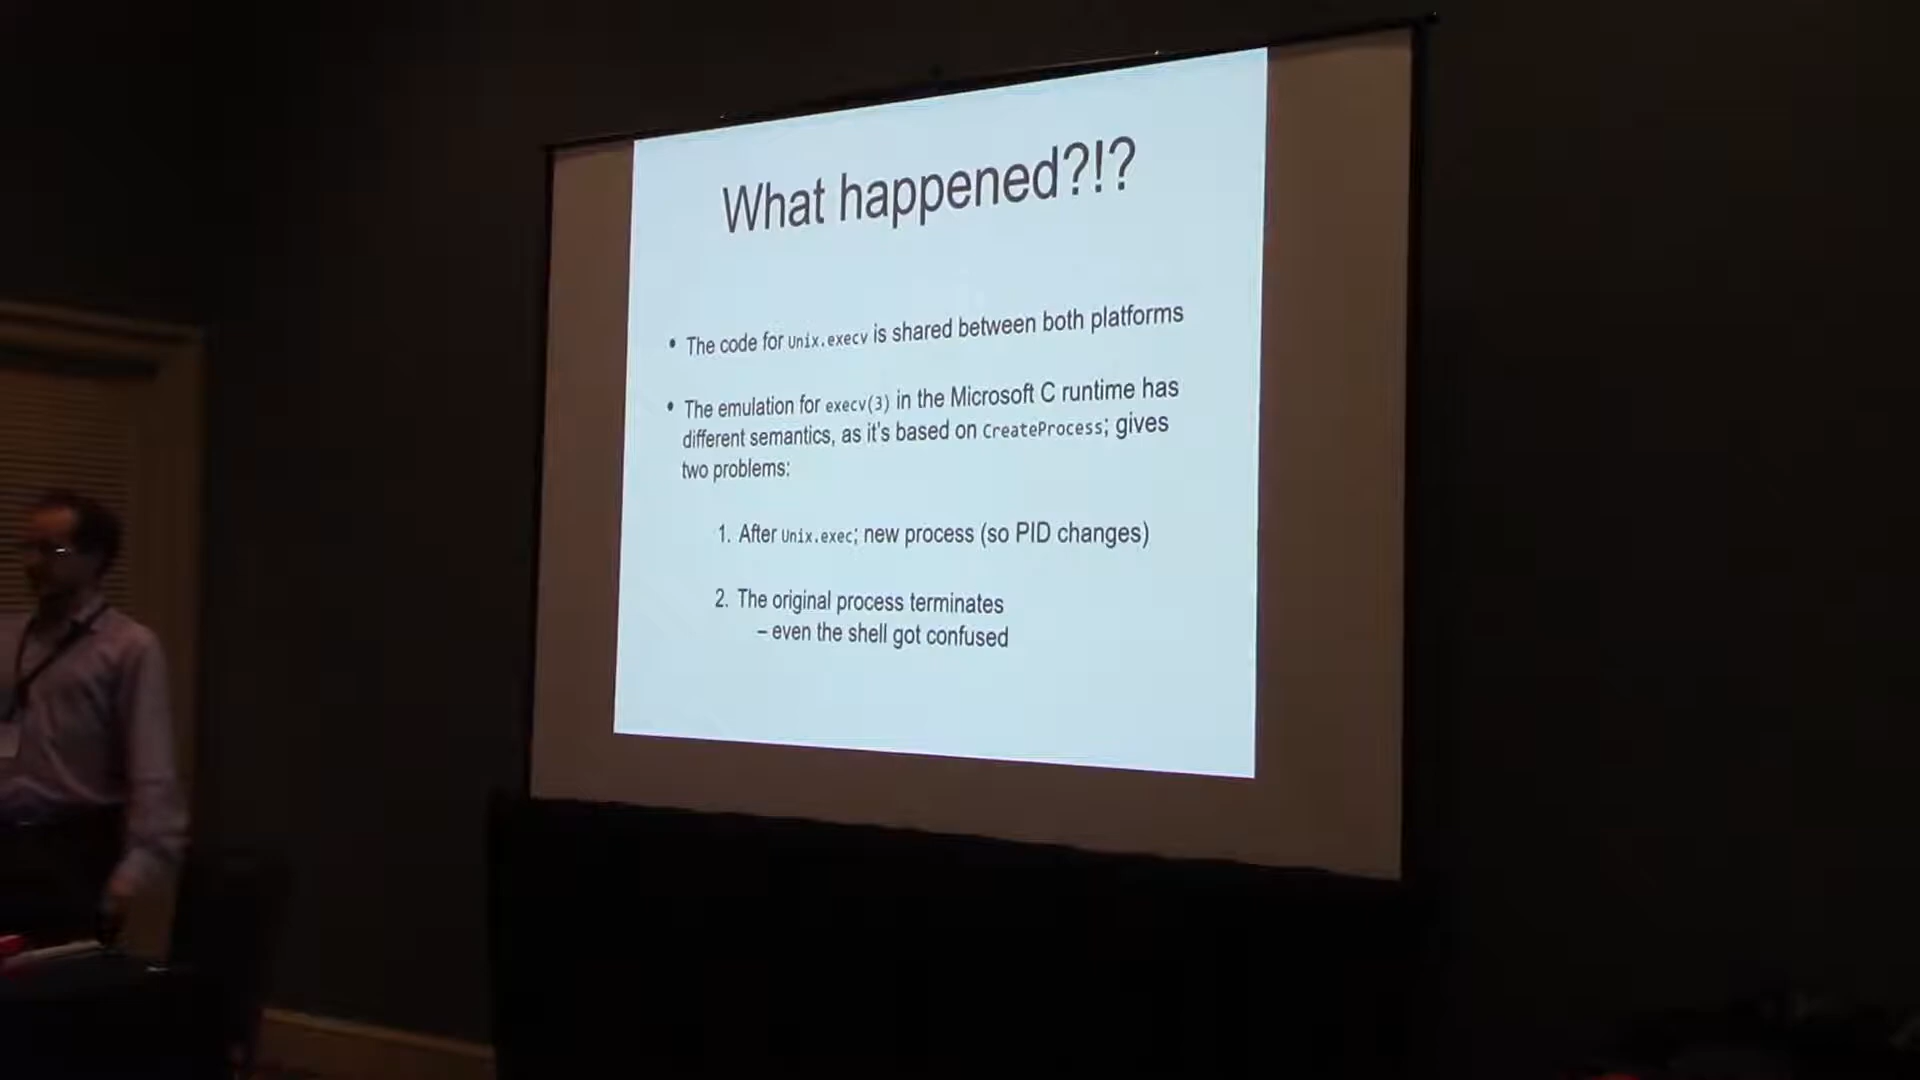 What happened?!?
• The code for Unix.execv is shared between both platforms
• The emulation for execv(3) in the Microsoft C runtime has
different semantics, as it's based on CreateProcess; gives
two problems:
1. After Unix.exec; new process (so PID changes)
2. The original process terminates
– even the shell got confused